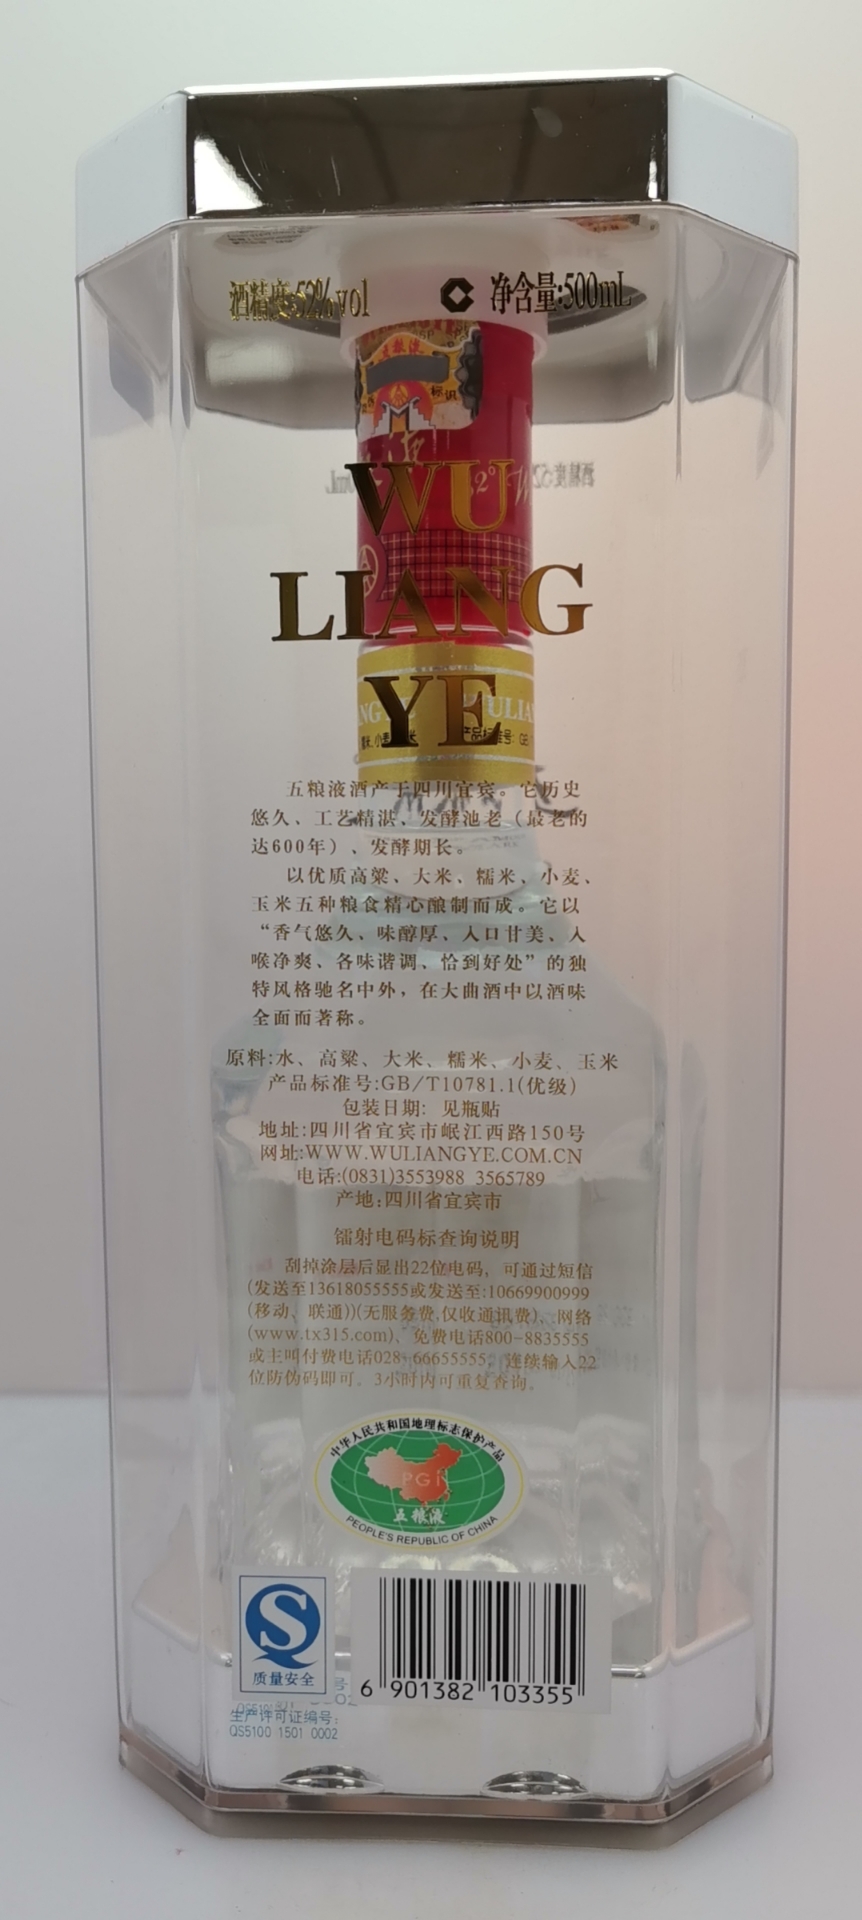 酒精度:52%vol
净含量:500mL
五粮液
标识
WU
LIANG
YE
五粮液酒产于四川宜宾。它历史
悠久、工艺精湛、发酵池老（最老的
达600年）、发酵期长。
以优质高粱、大米、糯米、小麦、
玉米五种粮食精心酿制而成。它以
“香气悠久、味醇厚、入口甘美、入
喉净爽、各味谐调、恰到好处”的独
特风格驰名中外，在大曲酒中以酒味
全面而著称。
原料:水、高粱、大米、糯米、小麦、玉米
产品标准号:GB/T10781.1(优级)
包装日期: 见瓶贴
地址:四川省宜宾市岷江西路150号
网址:WWW.WULIANGYE.COM.CN
电话:(0831)3553988 3565789
产地:四川省宜宾市
镭射电码标查询说明
刮掉涂层后显出22位电码，可通过短信
(发送至13618055555或发送至:10669900999
(移动、联通))(无服务费,仅收通讯费)、网络
(www.tx315.com)、免费电话800-8835555
或主叫付费电话028-66655555，连续输入22
位防伪码即可。3小时内可重复查询。
中华人民共和国地理标志保护产品
PGI
五粮液
PEOPLE'S REPUBLIC OF CHINA
质量安全
生产许可证编号:
QS5100 1501 0002
6 901382 103355